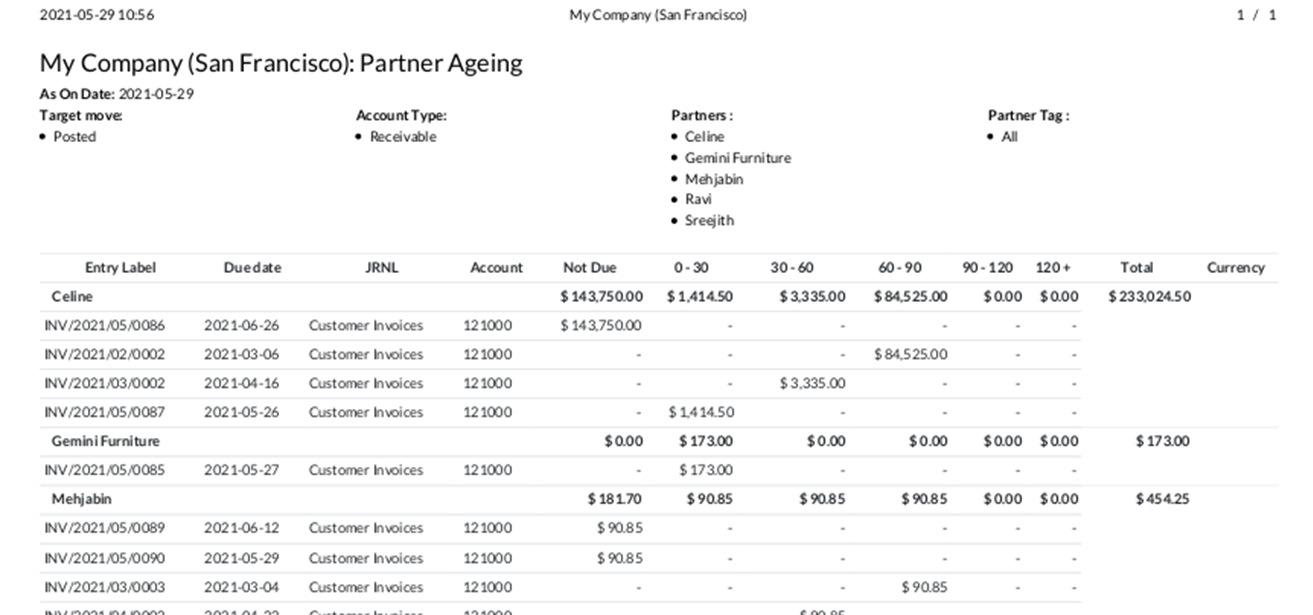 2021-05-29 10:56 My Company (San Francisco) 1 / 1
My Company (San Francisco): Partner Ageing
As On Date: 2021-05-29
Target move: Account Type: Partners : Partner Tag :
• Posted • Receivable • Celine • All
• Gemini Furniture
• Mehjabin
• Ravi
• Sreejith
Entry Label Due date JRNL Account Not Due 0 - 30 30 - 60 60 - 90 90 - 120 120 + Total Currency
Celine $ 143,750.00 $ 1,414.50 $ 3,335.00 $ 84,525.00 $ 0.00 $ 0.00 $ 233,024.50
INV/2021/05/0086 2021-06-26 Customer Invoices 121000 $ 143,750.00 - - - - -
INV/2021/02/0002 2021-03-06 Customer Invoices 121000 - - - $ 84,525.00 - -
INV/2021/03/0002 2021-04-16 Customer Invoices 121000 - - $ 3,335.00 - - -
INV/2021/05/0087 2021-05-26 Customer Invoices 121000 - $ 1,414.50 - - - -
Gemini Furniture $ 0.00 $ 173.00 $ 0.00 $ 0.00 $ 0.00 $ 0.00 $ 173.00
INV/2021/05/0085 2021-05-27 Customer Invoices 121000 - $ 173.00 - - - -
Mehjabin $ 181.70 $ 90.85 $ 90.85 $ 90.85 $ 0.00 $ 0.00 $ 454.25
INV/2021/05/0089 2021-06-12 Customer Invoices 121000 $ 90.85 - - - - -
INV/2021/05/0090 2021-05-29 Customer Invoices 121000 $ 90.85 - - - - -
INV/2021/03/0003 2021-03-04 Customer Invoices 121000 - - - $ 90.85 - -